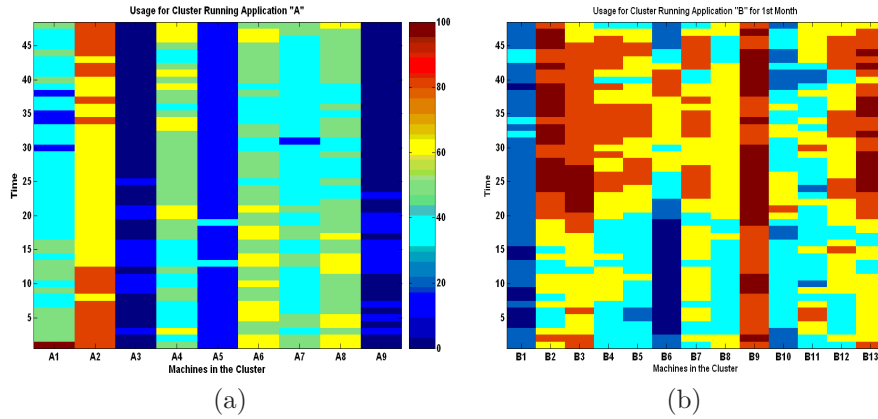 Usage for Cluster Running Application "A"
Time
45
40
35
30
25
20
15
10
5
A1 A2 A3 A4 A5 A6 A7 A8 A9
Machines in the Cluster
100
80
60
40
20
0
(a)
Usage for Cluster Running Application "B" for 1st Month
Time
45
40
35
30
25
20
15
10
5
B1 B2 B3 B4 B5 B6 B7 B8 B9 B10 B11 B12 B13
Machines in the Cluster
(b)